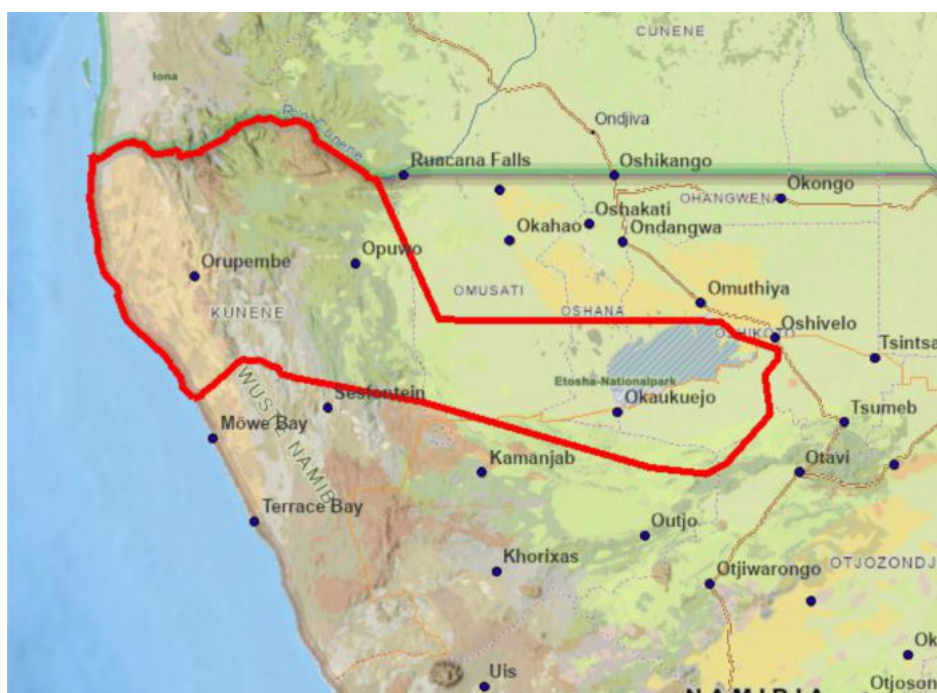 CUNENE
Iona
Ondjiva
Rio Cunene
Ruacana Falls
Oshikango
Okongo
OHANGWENA
Oshakati
Okahao
Ondangwa
Opuwo
Orupembe
OMUSATI
Omuthiya
KUNENE
OSHANA
OSHIKOTO
Oshivelo
Tsintsa
Etosha-Nationalpark
WÜSTE NAMIB
Sesfontein
Okaukuejo
Tsumeb
Möwe Bay
Kamanjab
Otavi
Terrace Bay
Outjo
Khorixas
OTJOZONDJ
Otjiwarongo
Ok
Uis
Otjoson
NAMIBIA